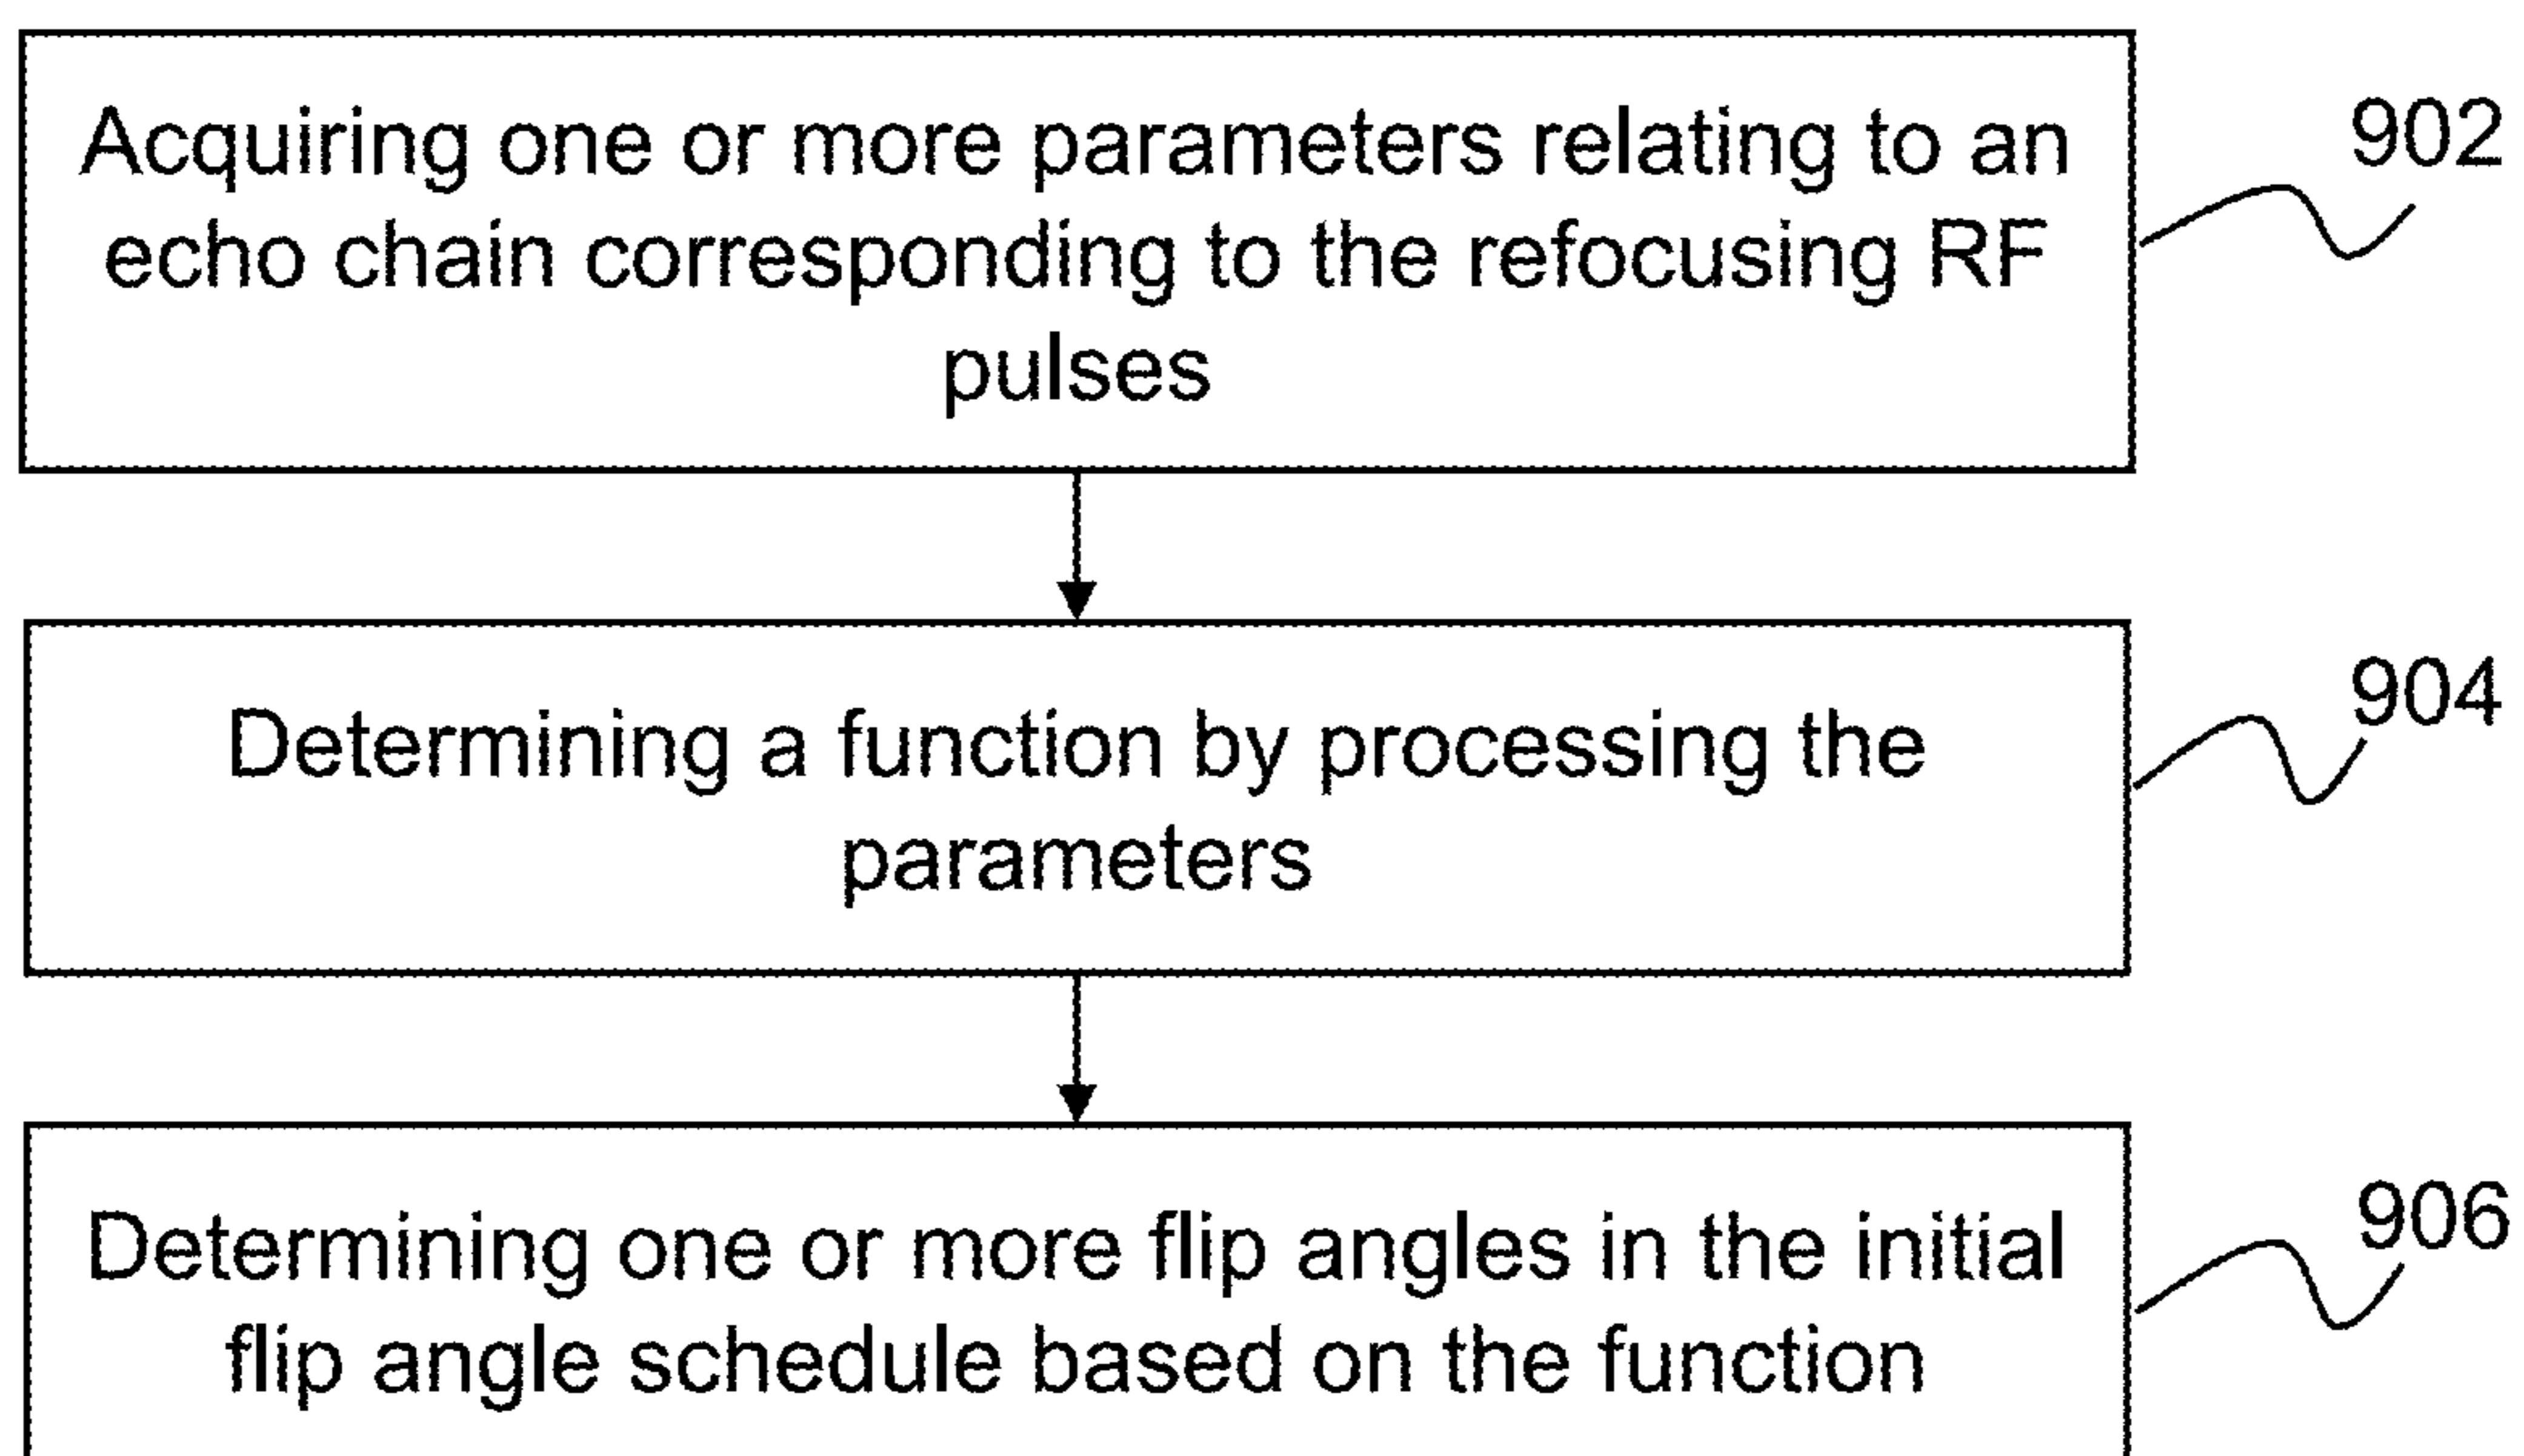 Acquiring one or more parameters relating to an
echo chain corresponding to the refocusing RF
pulses
902
Determining a function by processing the
parameters
904
Determining one or more flip angles in the initial
flip angle schedule based on the function
906